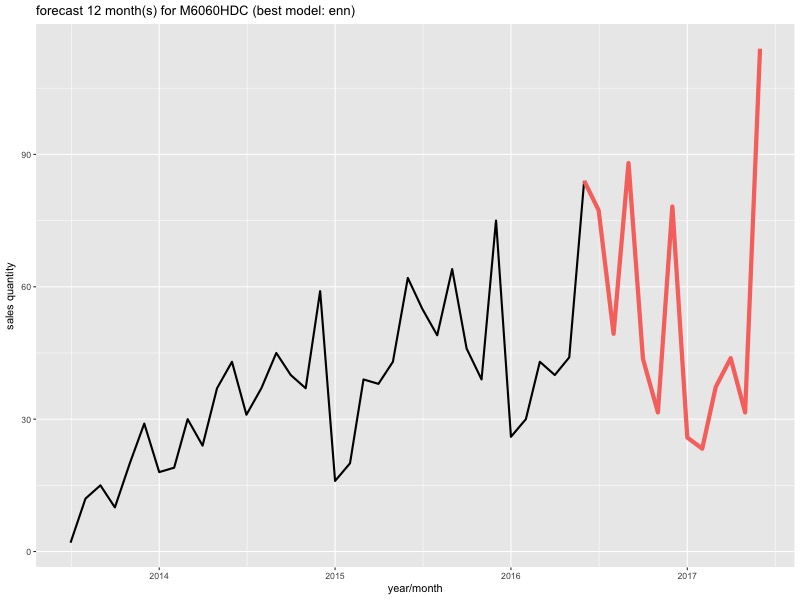 forecast 12 month(s) for M6060HDC (best model: enn)
90
60
30
0
sales quantity
2014 2015 2016 2017
year/month